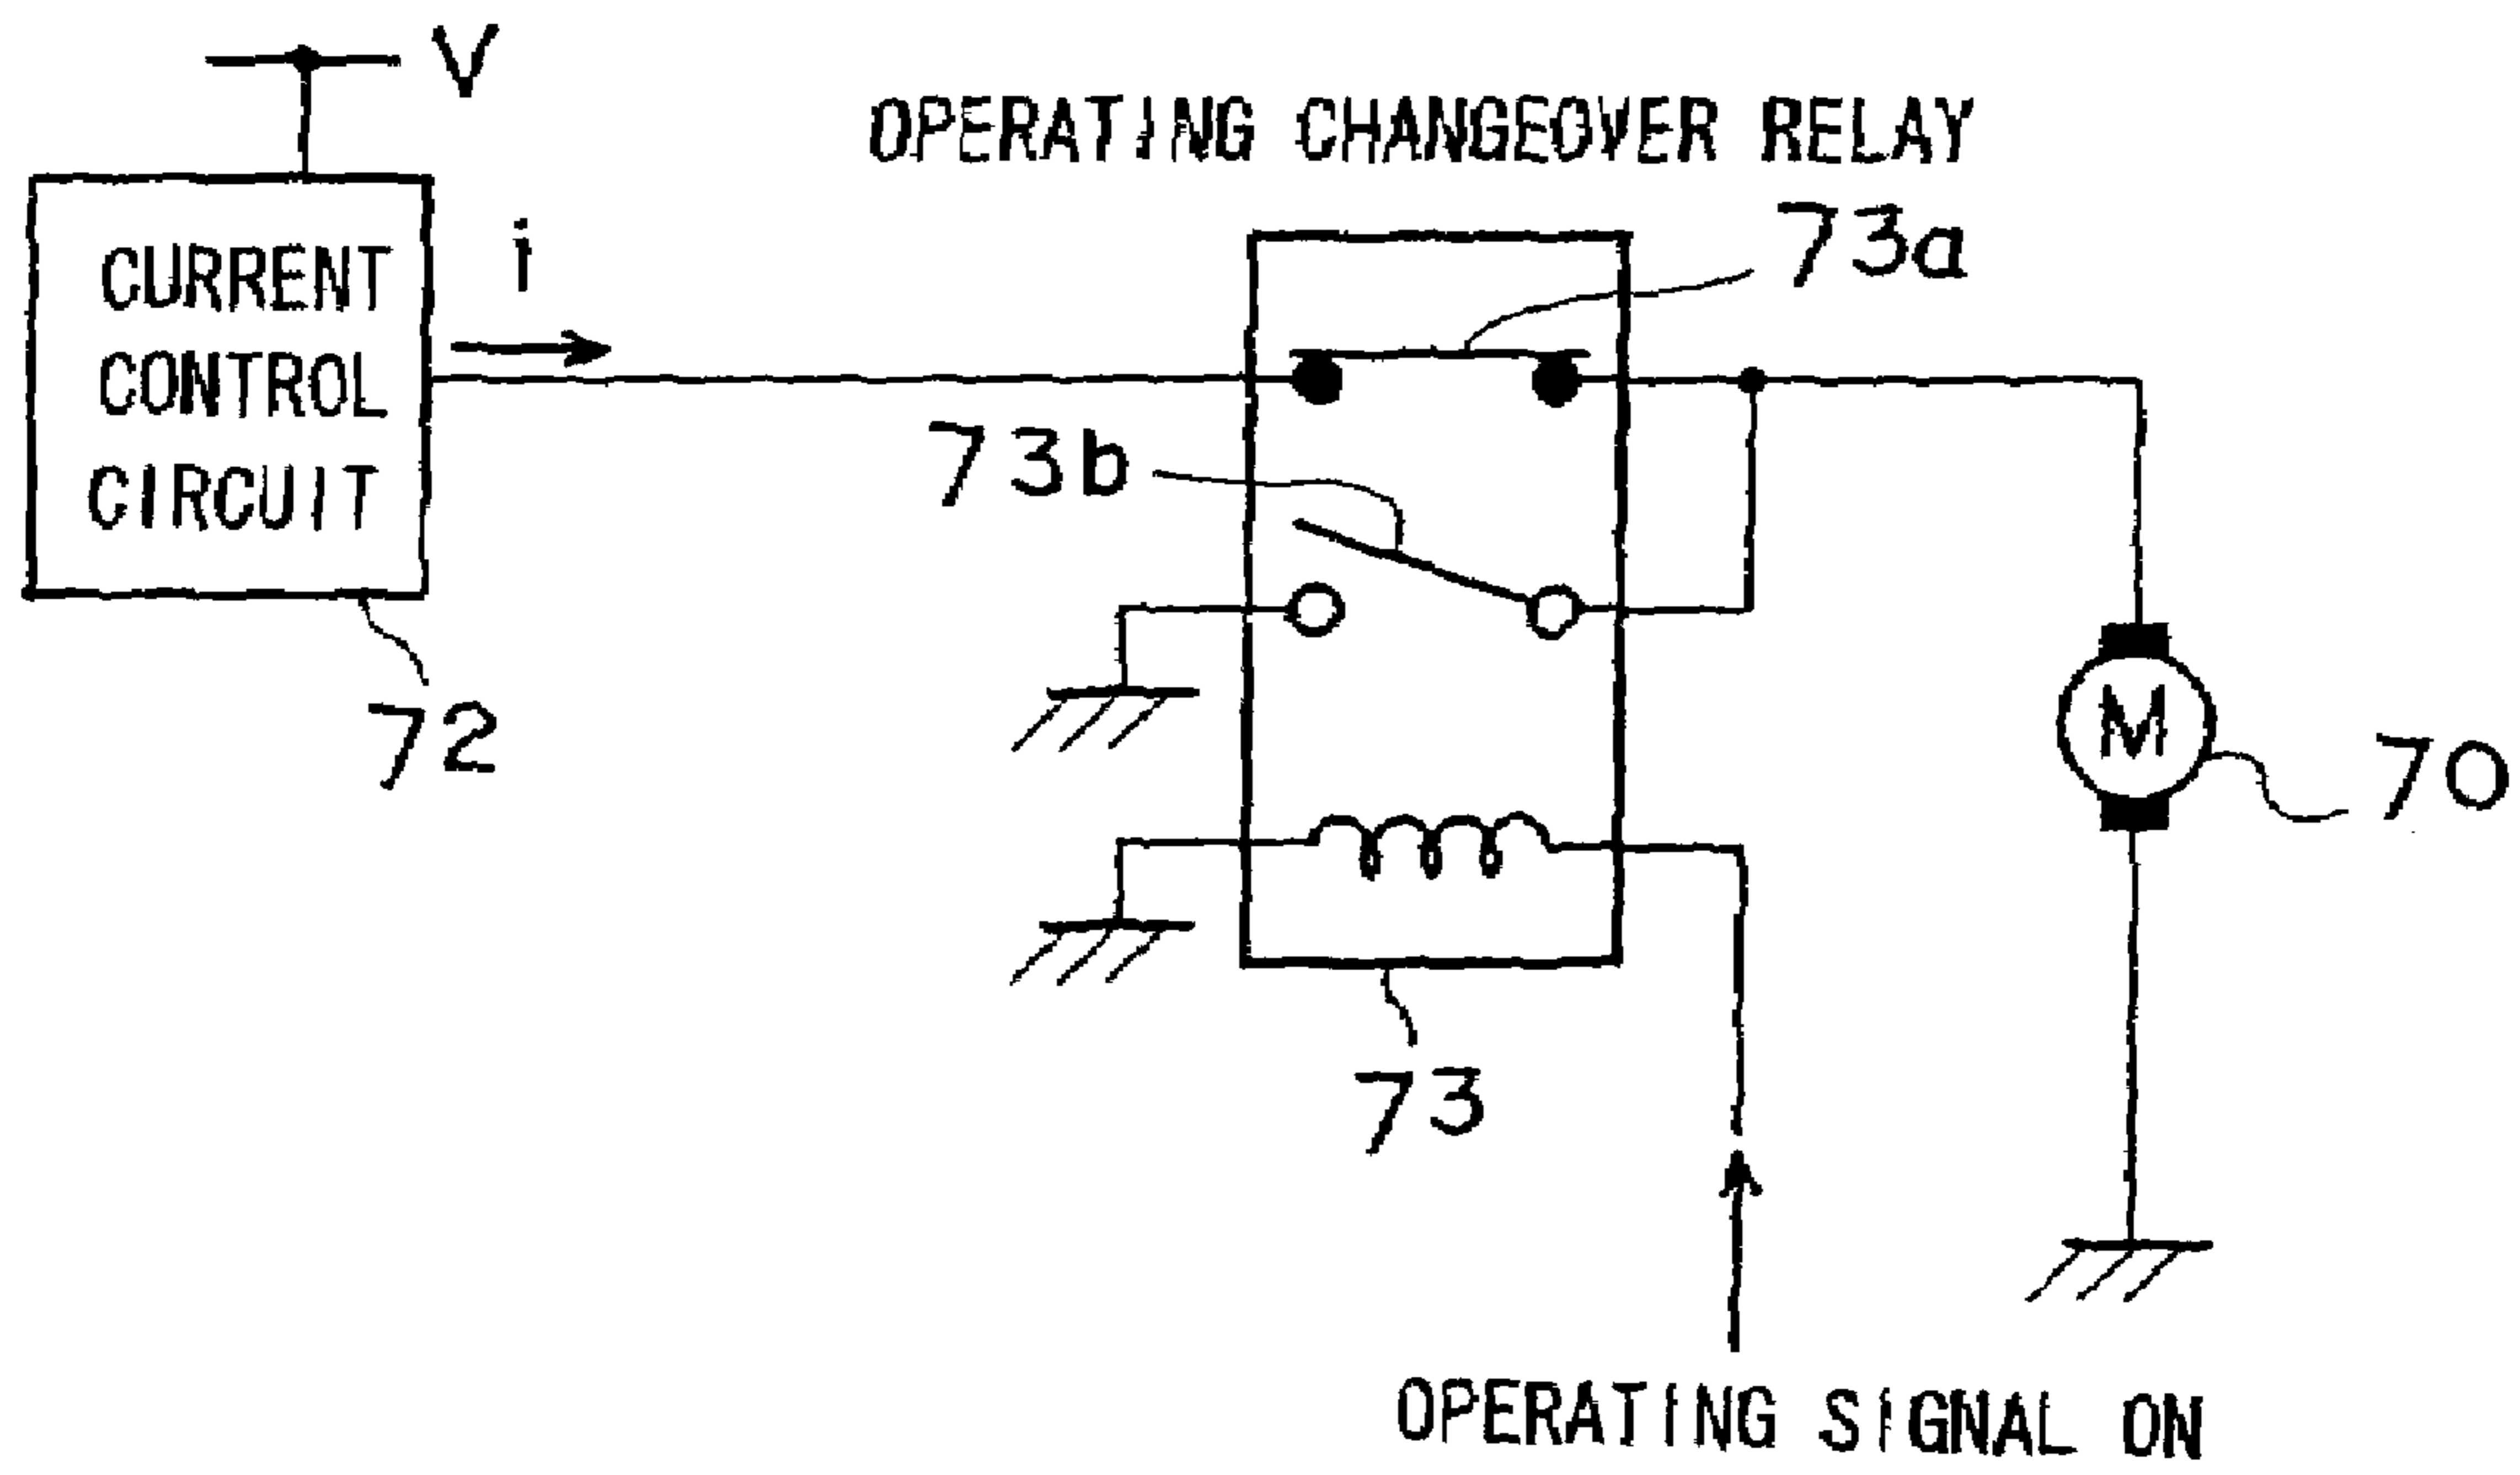 V
OPERATING CHANGEOVER RELAY
CURRENT
CONTROL
CIRCUIT
i
73a
73b
72
M
70
73
OPERATING SIGNAL ON